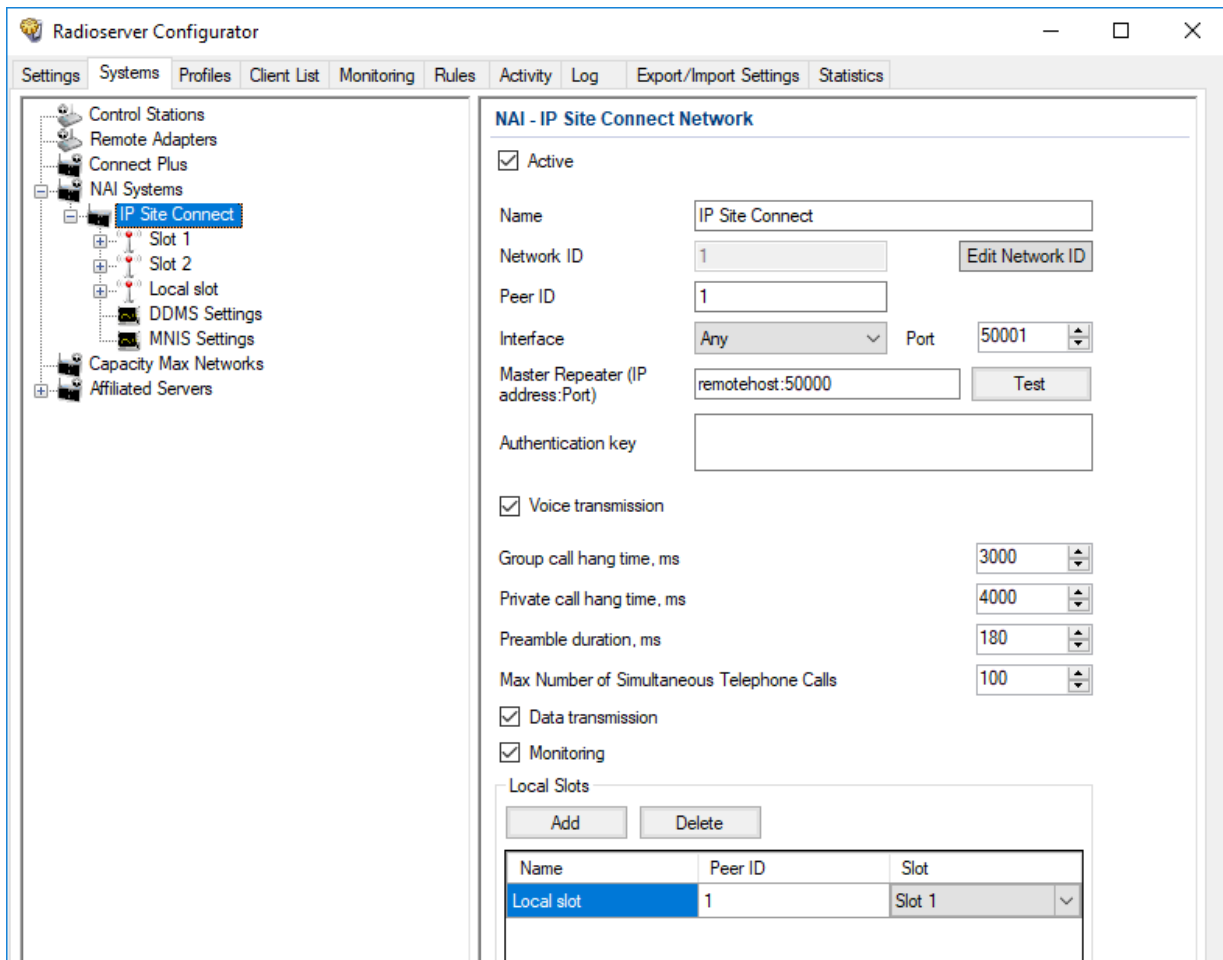 Radioserver Configurator
Settings Systems Profiles Client List Monitoring Rules Activity Log Export/Import Settings Statistics
Control Stations
Remote Adapters
Connect Plus
NAI Systems
IP Site Connect
Slot 1
Slot 2
Local slot
DDMS Settings
MNIS Settings
Capacity Max Networks
Affiliated Servers
NAI - IP Site Connect Network
Active
Name IP Site Connect
Network ID 1 Edit Network ID
Peer ID 1
Interface Any Port 50001
Master Repeater (IP
address:Port) remotehost:50000 Test
Authentication key
Voice transmission
Group call hang time, ms 3000
Private call hang time, ms 4000
Preamble duration, ms 180
Max Number of Simultaneous Telephone Calls 100
Data transmission
Monitoring
Local Slots
Add Delete
Name Peer ID Slot
Local slot 1 Slot 1